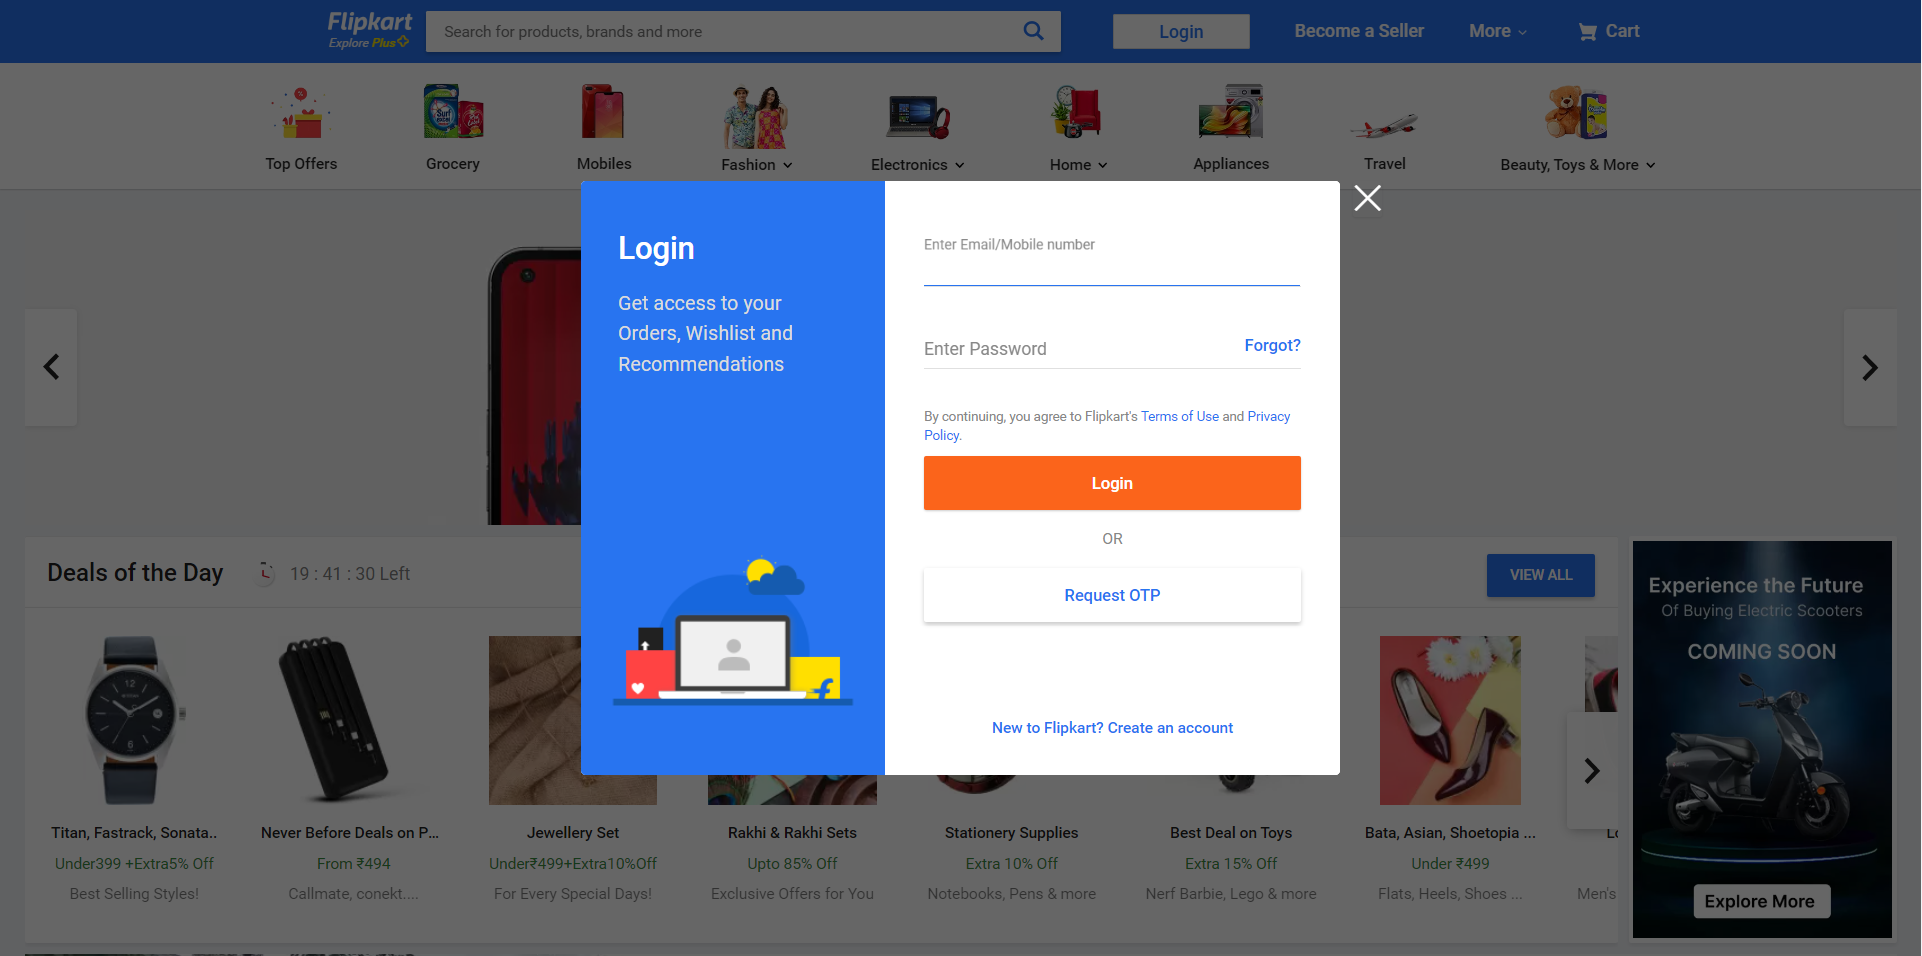 Flipkart
Explore Plus
Search for products, brands and more
Login
Become a Seller
More
Cart
Top Offers
Grocery
Mobiles
Fashion
Electronics
Home
Appliances
Travel
Beauty, Toys & More
Login
Get access to your
Orders, Wishlist and
Recommendations
Enter Email/Mobile number
Enter Password
Forgot?
By continuing, you agree to Flipkart's Terms of Use and Privacy
Policy.
Login
OR
Request OTP
New to Flipkart? Create an account
Deals of the Day
19 : 41 : 30 Left
VIEW ALL
Titan, Fastrack, Sonata..
Under399 +Extra5% Off
Best Selling Styles!
Never Before Deals on P...
From ₹494
Callmate, conekt....
Jewellery Set
Under₹499+Extra10%Off
For Every Special Days!
Rakhi & Rakhi Sets
Upto 85% Off
Exclusive Offers for You
Stationery Supplies
Extra 10% Off
Notebooks, Pens & more
Best Deal on Toys
Extra 15% Off
Nerf Barbie, Lego & more
Bata, Asian, Shoetopia ...
Under ₹499
Flats, Heels, Shoes ...
Men's
Experience the Future
Of Buying Electric Scooters
COMING SOON
Explore More